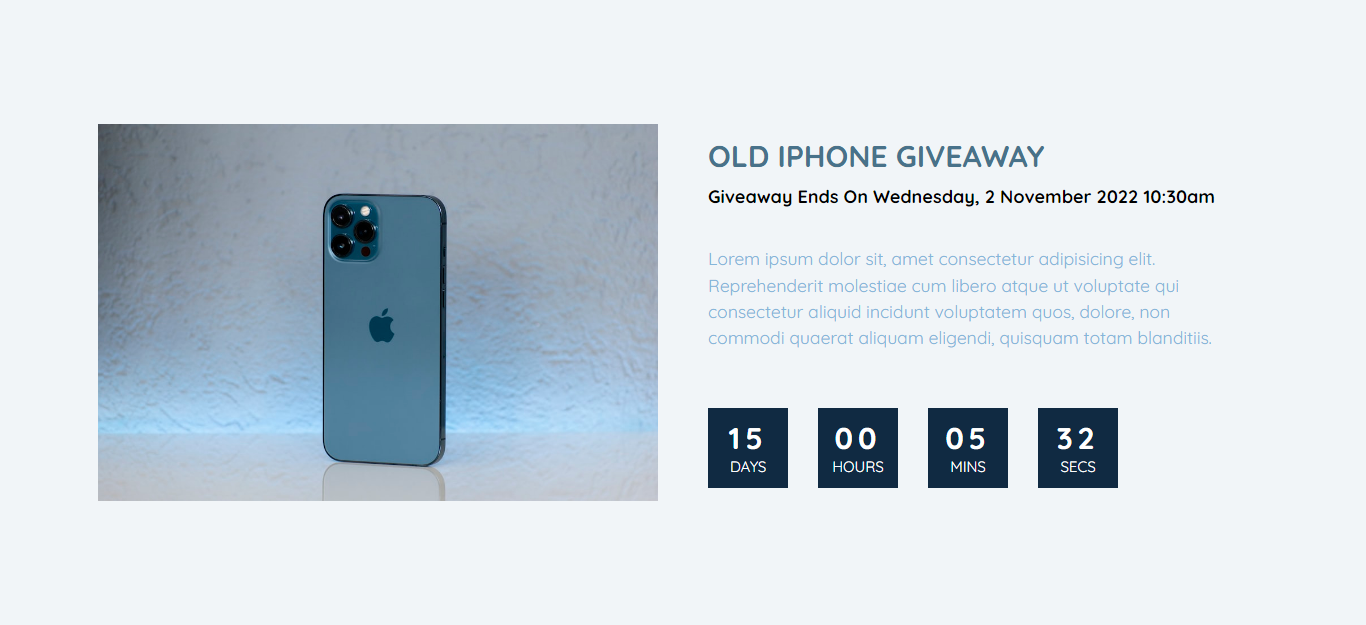 OLD IPHONE GIVEAWAY
Giveaway Ends On Wednesday, 2 November 2022 10:30am
Lorem ipsum dolor sit, amet consectetur adipisicing elit.
Reprehenderit molestiae cum libero atque ut voluptate qui
consectetur aliquid incidunt voluptatem quos, dolore, non
commodi quaerat aliquam eligendi, quisquam totam blanditiis.
15 00 05 32
DAYS HOURS MINS SECS